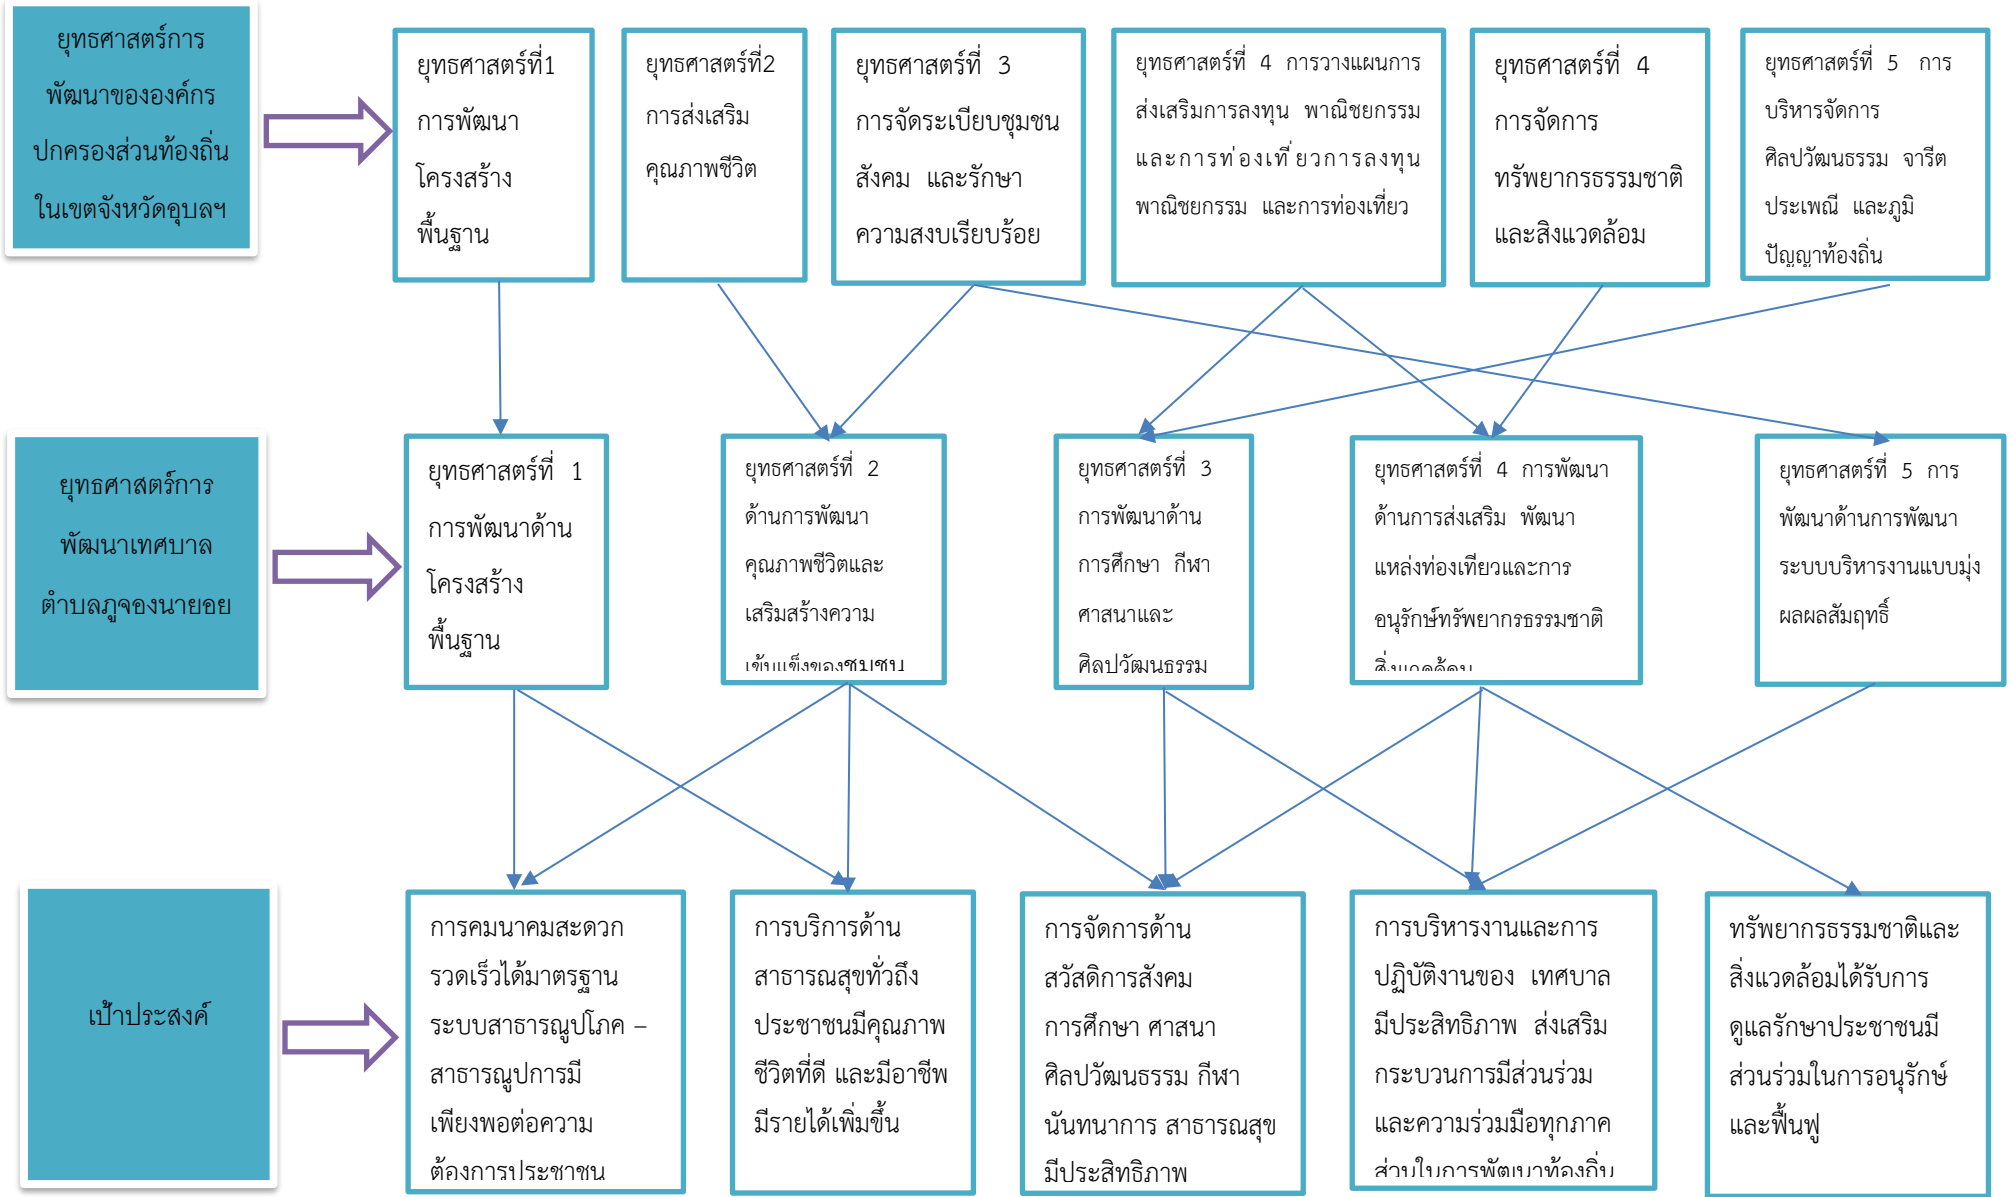 ยุทธศาสตร์การ
พัฒนาขององค์กร
ปกครองส่วนท้องถิ่น
ในเขตจังหวัดอุบลฯ
ยุทธศาสตร์ที่1
การพัฒนา
โครงสร้าง
พื้นฐาน
ยุทธศาสตร์ที่2
การส่งเสริม
คุณภาพชีวิต
ยุทธศาสตร์ที่ 3
การจัดระเบียบชุมชน
สังคม และรักษา
ความสงบเรียบร้อย
ยุทธศาสตร์ที่ 4 การวางแผนการ
ส่งเสริมการลงทุน พาณิชยกรรม
และการท่องเที่ยวการลงทุน
พาณิชยกรรม และการท่องเที่ยว
ยุทธศาสตร์ที่ 4
การจัดการ
ทรัพยากรธรรมชาติ
และสิงแวดล้อม
ยุทธศาสตร์ที่ 5 การ
บริหารจัดการ
ศิลปวัฒนธรรม จารีต
ประเพณี และภูมิ
ปัญญาท้องถิ่น
ยุทธศาสตร์การ
พัฒนาเทศบาล
ตำบลภูจองนายอย
ยุทธศาสตร์ที่ 1
การพัฒนาด้าน
โครงสร้าง
พื้นฐาน
ยุทธศาสตร์ที่ 2
ด้านการพัฒนา
คุณภาพชีวิตและ
เสริมสร้างความ
เข้มแข็งของชุมชน
ยุทธศาสตร์ที่ 3
การพัฒนาด้าน
การศึกษา กีฬา
ศาสนาและ
ศิลปวัฒนธรรม
ยุทธศาสตร์ที่ 4 การพัฒนา
ด้านการส่งเสริม พัฒนา
แหล่งท่องเทียวและการ
อนุรักษ์ทรัพยากรธรรมชาติ
สิ่งแวดล้อม
ยุทธศาสตร์ที่ 5 การ
พัฒนาด้านการพัฒนา
ระบบบริหารงานแบบมุ่ง
ผลผลสัมฤทธิ์
เป้าประสงค์
การคมนาคมสะดวก
รวดเร็วได้มาตรฐาน
ระบบสาธารณูปโภค –
สาธารณูปการมี
เพียงพอต่อความ
ต้องการประชาชน
การบริการด้าน
สาธารณสุขทั่วถึง
ประชาชนมีคุณภาพ
ชีวิตที่ดี และมีอาชีพ
มีรายได้เพิ่มขึ้น
การจัดการด้าน
สวัสดิการสังคม
การศึกษา ศาสนา
ศิลปวัฒนธรรม กีฬา
นันทนาการ สาธารณสุข
มีประสิทธิภาพ
การบริหารงานและการ
ปฏิบัติงานของ เทศบาล
มีประสิทธิภาพ ส่งเสริม
กระบวนการมีส่วนร่วม
และความร่วมมือทุกภาค
ส่วนในการพัฒนาท้องถิ่น
ทรัพยากรธรรมชาติและ
สิ่งแวดล้อมได้รับการ
ดูแลรักษาประชาชนมี
ส่วนร่วมในการอนุรักษ์
และฟื้นฟู